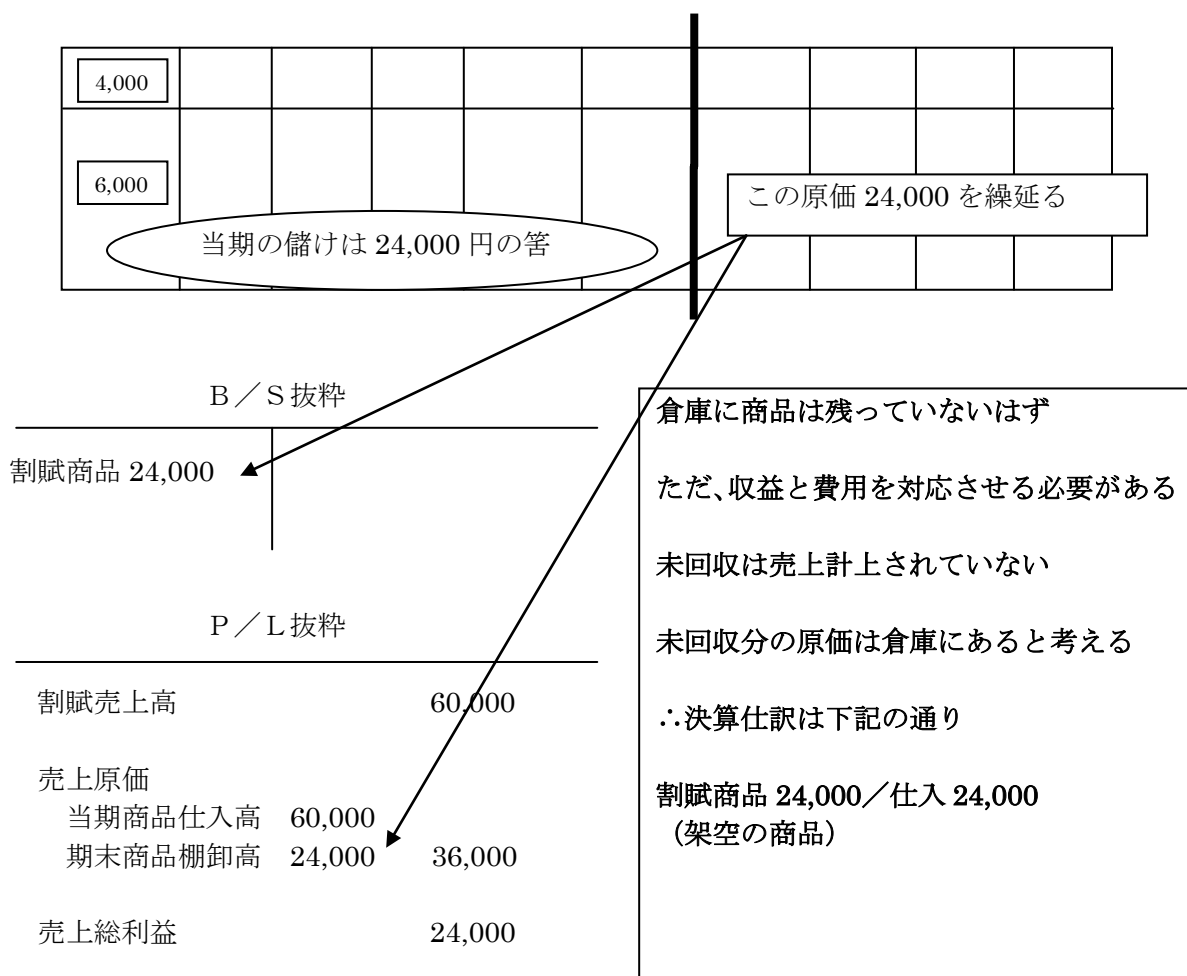 4,000
6,000
この原価 24,000 を繰延る
当期の儲けは 24,000 円の筈
B/S抜粋
割賦商品 24,000
P/L抜粋
割賦売上高 60,000
売上原価
当期商品仕入高 60,000
期末商品棚卸高 24,000 36,000
売上総利益 24,000
倉庫に商品は残っていないはず
ただ、収益と費用を対応させる必要がある
未回収は売上計上されていない
未回収分の原価は倉庫にあると考える
∴決算仕訳は下記の通り
割賦商品 24,000/仕入 24,000
(架空の商品)